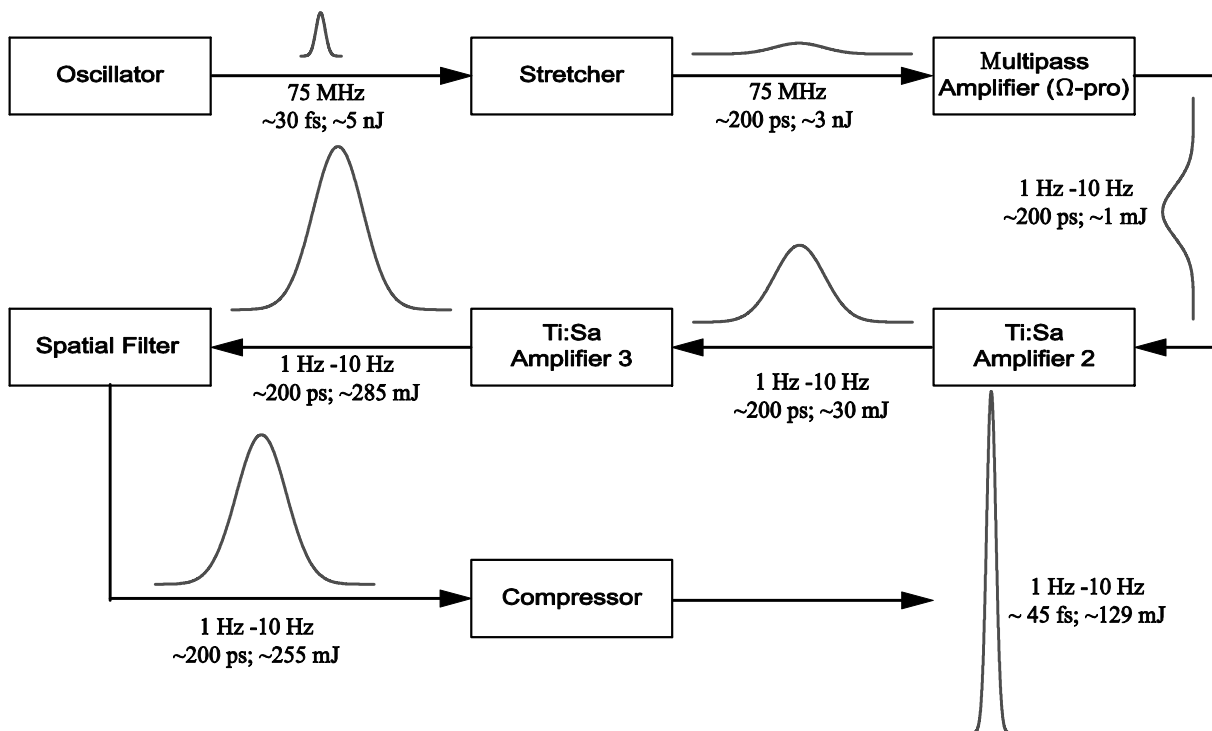 Oscillator
75 MHz
~30 fs; ~5 nJ
Stretcher
75 MHz
~200 ps; ~3 nJ
Multipass
Amplifier (Ω-pro)
1 Hz -10 Hz
~200 ps; ~1 mJ
Ti:Sa
Amplifier 2
1 Hz -10 Hz
~200 ps; ~30 mJ
Ti:Sa
Amplifier 3
1 Hz -10 Hz
~200 ps; ~285 mJ
Spatial Filter
1 Hz -10 Hz
~200 ps; ~255 mJ
Compressor
1 Hz -10 Hz
~ 45 fs; ~129 mJ